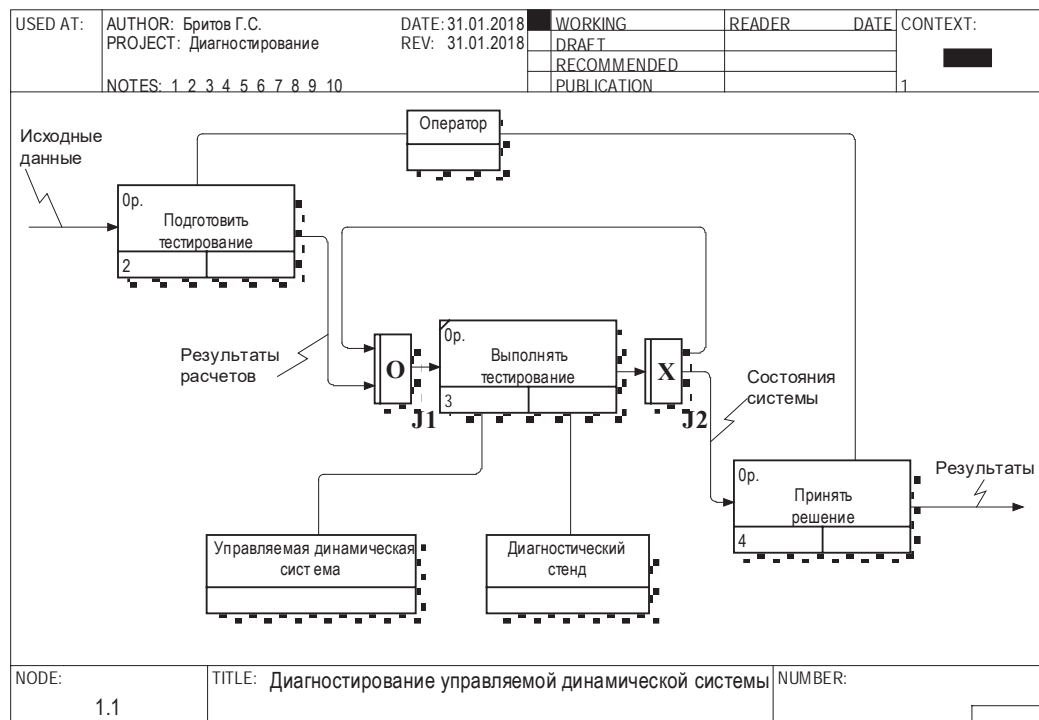 USED AT:
AUTHOR: Бритов Г.С.
DATE: 31.01.2018
WORKING
READER
DATE
CONTEXT:
PROJECT: Диагностирование
REV: 31.01.2018
DRAFT
RECOMMENDED
NOTES: 1 2 3 4 5 6 7 8 9 10
PUBLICATION
1
Оператор
Исходные
данные
0р.
Подготовить
тестирование
2
Результаты
расчетов
O
J1
0р.
Выполнять
тестирование
3
X
J2
Состояния
системы
0р.
Принять
решение
4
Результаты
Управляемая динамическая
сист ема
Диагностический
стенд
NODE:
1.1
TITLE: Диагностирование управляемой динамической системы
NUMBER: